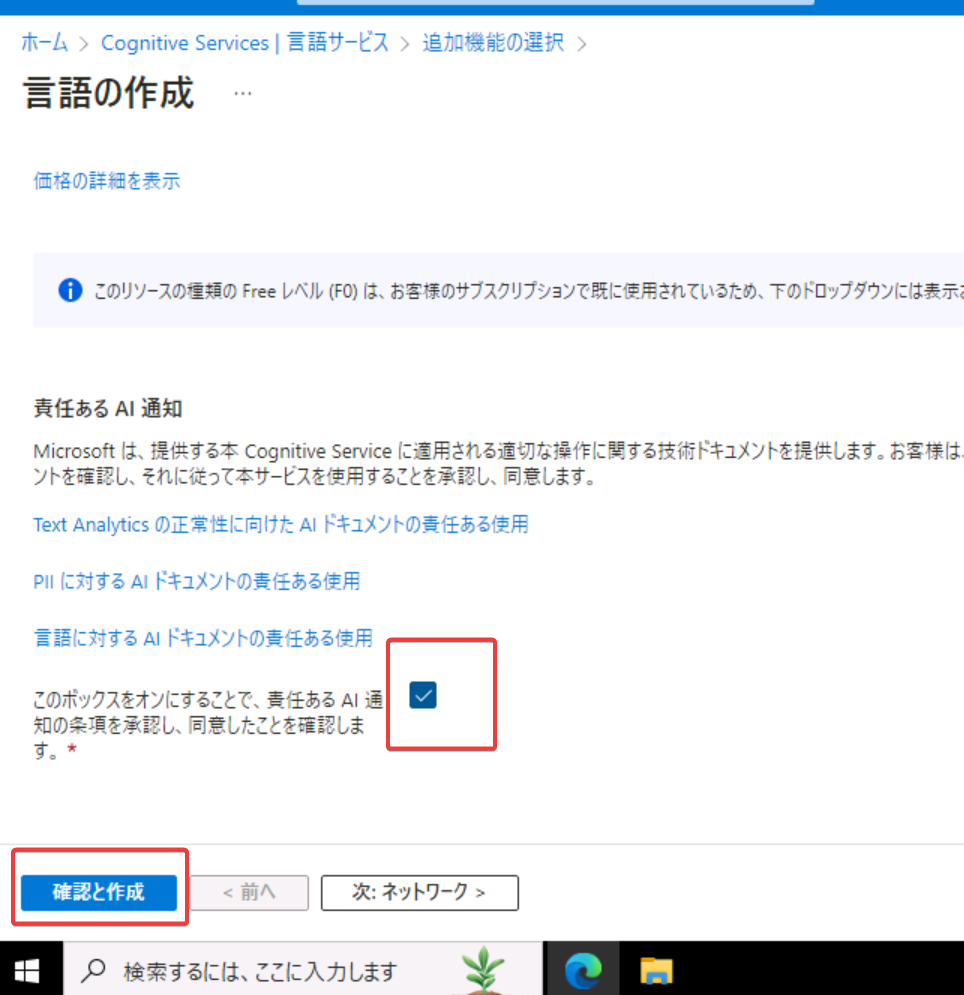 ホーム > Cognitive Services | 言語サービス > 追加機能の選択 >
言語の作成 …
価格の詳細を表示
このリソースの種類の Free レベル (F0) は、お客様のサブスクリプションで既に使用されているため、下のドロップダウンには表示
責任ある AI 通知
Microsoft は、提供する本 Cognitive Service に適用される適切な操作に関する技術ドキュメントを提供します。お客様は、
ントを確認し、それに従って本サービスを使用することを承認し、同意します。
Text Analytics の正常性に向けた AI ドキュメントの責任ある使用
PII に対する AI ドキュメントの責任ある使用
言語に対する AI ドキュメントの責任ある使用
このボックスをオンにすることで、責任ある AI 通
知の条項を承認し、同意したことを確認しま
す。 *
確認と作成 < 前へ 次: ネットワーク >
検索するには、ここに入力します